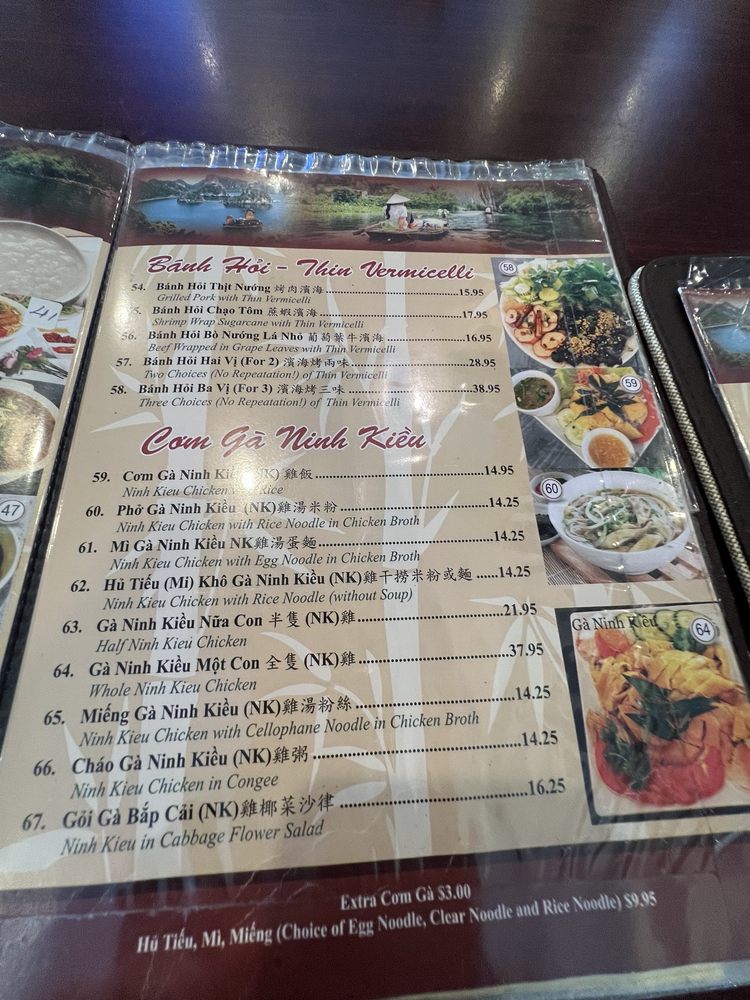 Bánh Hỏi - Thin Vermicelli
54. Bánh Hỏi Thịt Nướng 烤肉濱海 15.95
Grilled Pork with Thin Vermicelli
5. Bánh Hỏi Chạo Tôm 蔗蝦濱海 17.95
Shrimp Wrap Sugarcane with Thin Vermicelli
56. Bánh Hỏi Bò Nướng Lá Nhỏ 葡萄葉牛濱海 16.95
Beef Wrapped in Grape Leaves with Thin Vermicelli
57. Bánh Hỏi Hai Vị (For 2) 濱海烤兩味 28.95
Two Choices (No Repeatation!) of Thin Vermicelli
58. Bánh Hỏi Ba Vị (For 3) 濱海烤三味 38.95
Three Choices (No Repeatation!) of Thin Vermicelli
Cơm Gà Ninh Kiều
59. Cơm Gà Ninh Kiều (NK) 雞飯 14.95
Ninh Kieu Chicken with Rice
60. Phở Gà Ninh Kiều (NK)雞湯米粉 14.25
Ninh Kieu Chicken with Rice Noodle in Chicken Broth
61. Mì Gà Ninh Kiều NK雞湯蛋麵 14.25
Ninh Kieu Chicken with Egg Noodle in Chicken Broth
62. Hủ Tiếu (Mi) Khô Gà Ninh Kiều (NK)雞干撈米粉或麵 14.25
Ninh Kieu Chicken with Rice Noodle (without Soup)
63. Gà Ninh Kiều Nữa Con 半隻 (NK)雞 21.95
Half Ninh Kieu Chicken
64. Gà Ninh Kiều Một Con 全隻 (NK)雞 37.95
Whole Ninh Kieu Chicken
65. Miếng Gà Ninh Kiều (NK)雞湯粉絲 14.25
Ninh Kieu Chicken with Cellophane Noodle in Chicken Broth
66. Cháo Gà Ninh Kiều (NK)雞粥 14.25
Ninh Kieu Chicken in Congee
67. Gỏi Gà Bắp Cải (NK)雞椰菜沙律 16.25
Ninh Kieu in Cabbage Flower Salad
58
59
60
Gà Ninh Kiều
64
41
47
Extra Cơm Gà $3.00
Hủ Tiếu, Mì, Miếng (Choice of Egg Noodle, Clear Noodle and Rice Noodle) $9.95